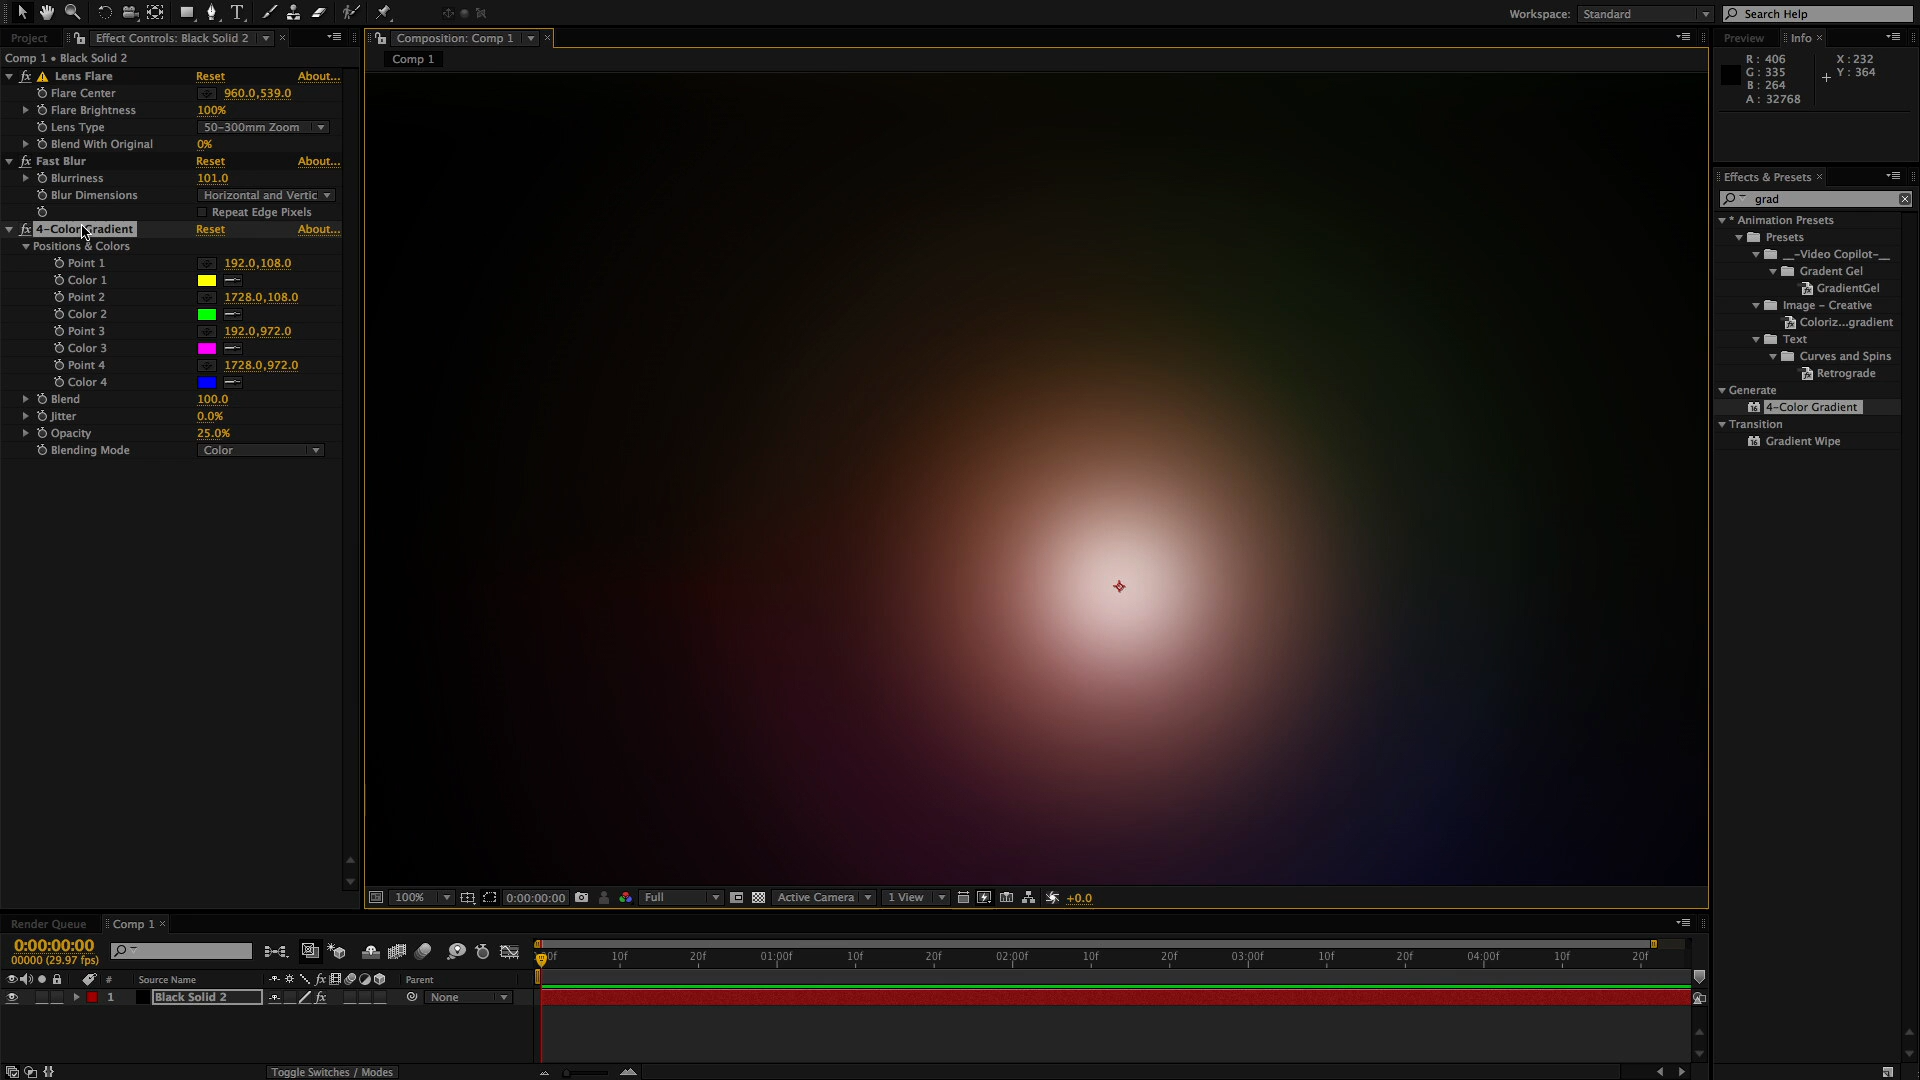 Workspace: Standard Search Help
Project Effect Controls: Black Solid 2 Composition: Comp 1 Preview Info
Comp 1 • Black Solid 2
Comp 1
R: 406
G: 335
B: 264
A: 32768
X: 232
Y: 364
fx Lens Flare Reset About...
Flare Center 960.0,539.0
Flare Brightness 100%
Lens Type 50-300mm Zoom
Blend With Original 0%
fx Fast Blur Reset About...
Blurriness 101.0
Blur Dimensions Horizontal and Vertic
Repeat Edge Pixels
fx 4-Color Gradient Reset About...
Positions & Colors
Point 1 192.0,108.0
Color 1
Point 2 1728.0,108.0
Color 2
Point 3 192.0,972.0
Color 3
Point 4 1728.0,972.0
Color 4
Blend 100.0
Jitter 0.0%
Opacity 25.0%
Blending Mode Color
Effects & Presets
grad
* Animation Presets
Presets
__-Video Copilot-__
Gradent Gel
GradientGel
Image - Creative
Coloriz...gradient
Text
Curves and Spins
Retrograde
Generate
4-Color Gradient
Transition
Gradient Wipe
100% 0:00:00:00 Full Active Camera 1 View +0.0
Render Queue Comp 1
0:00:00:00
00000 (29.97 fps)
00f 10f 20f 01:00f 10f 20f 02:00f 10f 20f 03:00f 10f 20f 04:00f 10f 20f
# Source Name fx Parent
1 Black Solid 2 fx None
Toggle Switches / Modes